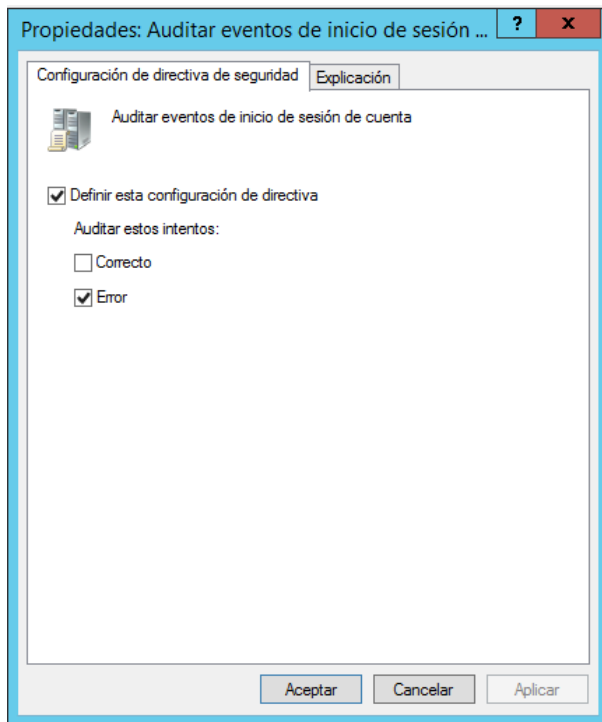 Propiedades: Auditar eventos de inicio de sesión ... ? x
Configuración de directiva de seguridad Explicación
Auditar eventos de inicio de sesión de cuenta
Definir esta configuración de directiva
Auditar estos intentos:
Correcto
Error
Aceptar Cancelar Aplicar